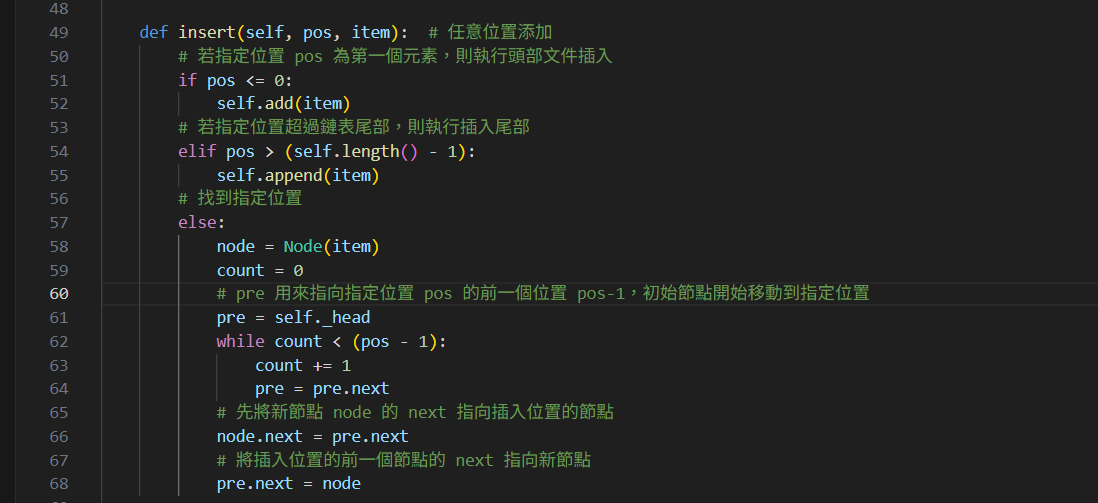 48
49 def insert(self, pos, item):  # 任意位置添加
50 # 若指定位置 pos 為第一個元素，則執行頭部文件插入
51 if pos <= 0:
52 self.add(item)
53 # 若指定位置超過鏈表尾部，則執行插入尾部
54 elif pos > (self.length() - 1):
55 self.append(item)
56 # 找到指定位置
57 else:
58 node = Node(item)
59 count = 0
60 # pre 用來指向指定位置 pos 的前一個位置 pos-1，初始節點開始移動到指定位置
61 pre = self._head
62 while count < (pos - 1):
63 count += 1
64 pre = pre.next
65 # 先將新節點 node 的 next 指向插入位置的節點
66 node.next = pre.next
67 # 將插入位置的前一個節點的 next 指向新節點
68 pre.next = node